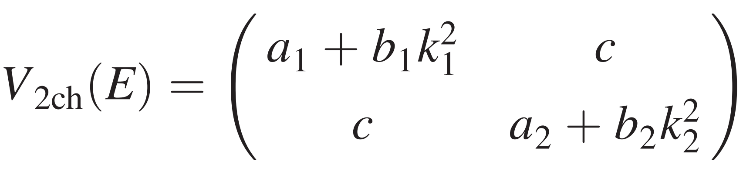 V_{2ch}(E) = \begin{pmatrix} a_1 + b_1 k_1^2 & c \\ c & a_2 + b_2 k_2^2 \end{pmatrix}